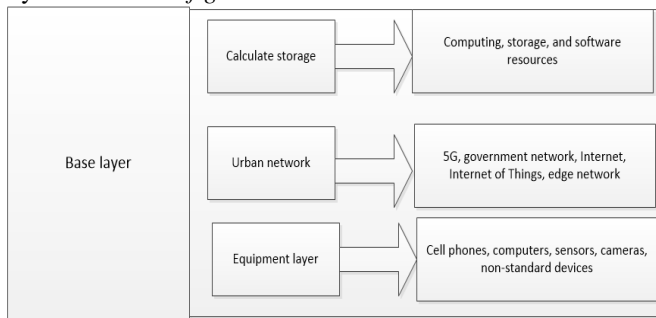 Base layer
Calculate storage
Computing, storage, and software
resources
Urban network
5G, government network, Internet,
Internet of Things, edge network
Equipment layer
Cell phones, computers, sensors, cameras,
non-standard devices